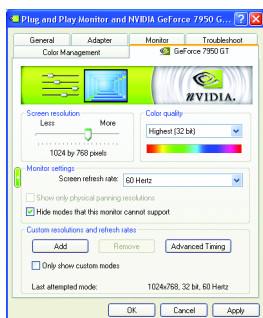 Plug and Play Monitor and NVIDIA GeForce 7950 G...
General Adapter Monitor Troubleshoot
Color Management GeForce 7950 GT
NVIDIA.
Screen resolution
Less More
1024 by 768 pixels
Color quality
Highest (32 bit)
Monitor settings
Screen refresh rate: 60 Hertz
Show only physical panning resolutions
Hide modes that this monitor cannot support
Custom resolutions and refresh rates
Add Remove Advanced Timing
Only show custom modes
Last attempted mode: 1024x768, 32 bit, 60 Hertz
OK Cancel Apply